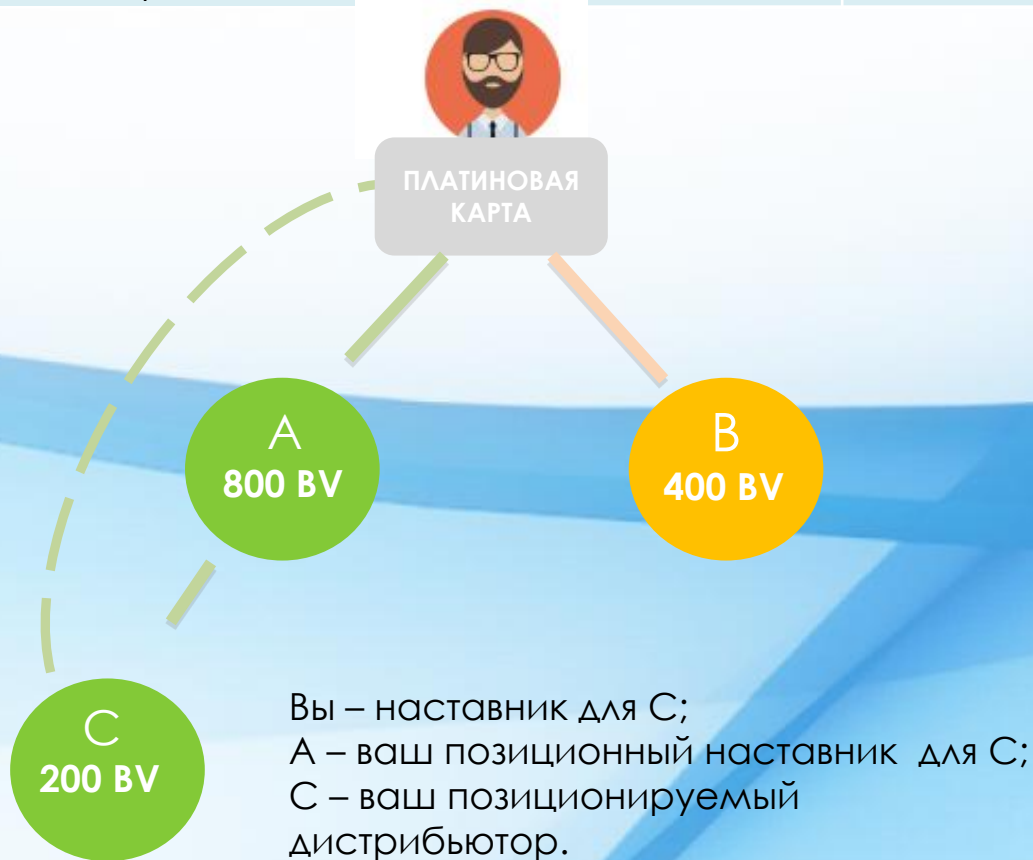 ПЛАТИНОВАЯ
КАРТА
A
800 BV
B
400 BV
C
200 BV
Вы – наставник для С;
А – ваш позиционный наставник для С;
С – ваш позиционируемый
дистрибьютор.